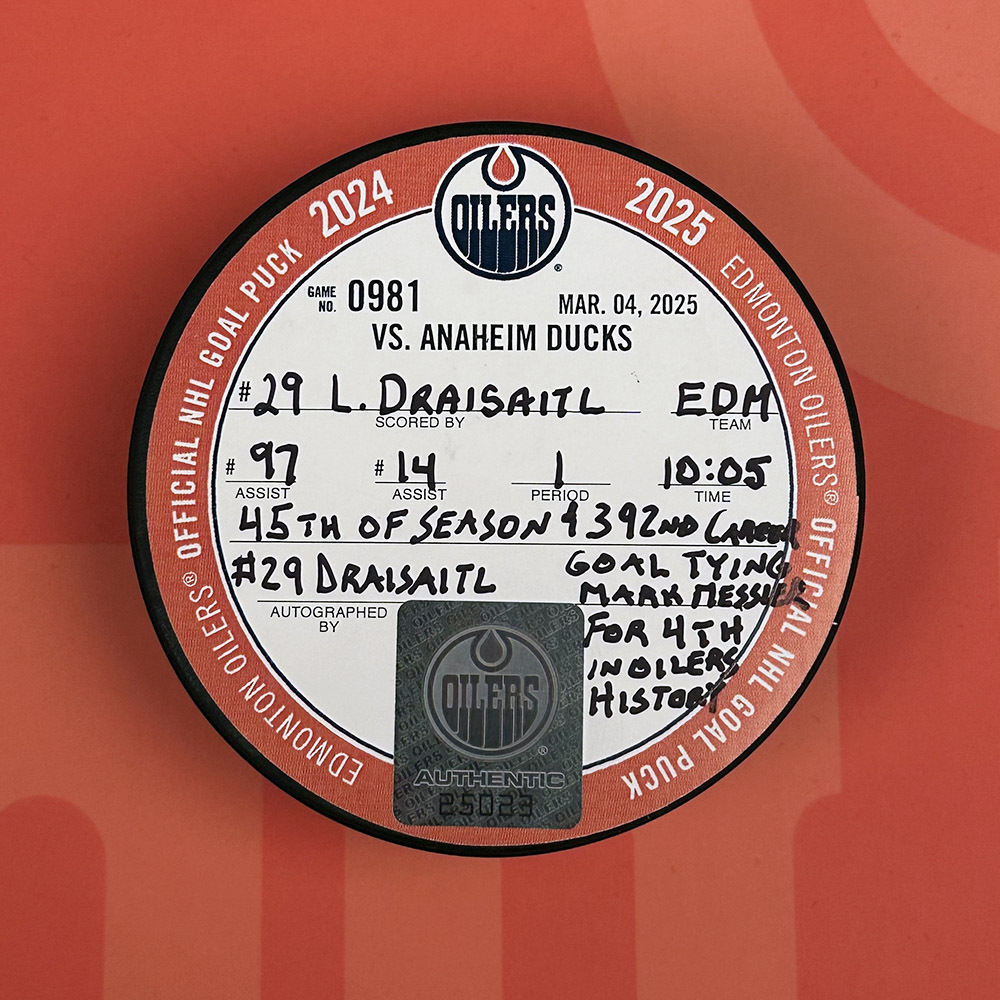 2024 2025
OILERS
EDMONTON OILERS® OFFICIAL NHL GOAL PUCK
EDMONTON OILERS® OFFICIAL NHL GOAL PUCK
GAME NO. 0981 MAR. 04, 2025
VS. ANAHEIM DUCKS
#29 L. DRAISAITL EDM
SCORED BY TEAM
# 97 # 14 1 10:05
ASSIST ASSIST PERIOD TIME
45TH OF SEASON & 392ND CAREER
GOAL TYING
MARK MESSIER
FOR 4TH
IN OILERS
HISTORY
#29 DRAISAITL
AUTOGRAPHED
BY
OILERS
AUTHENTIC
25023